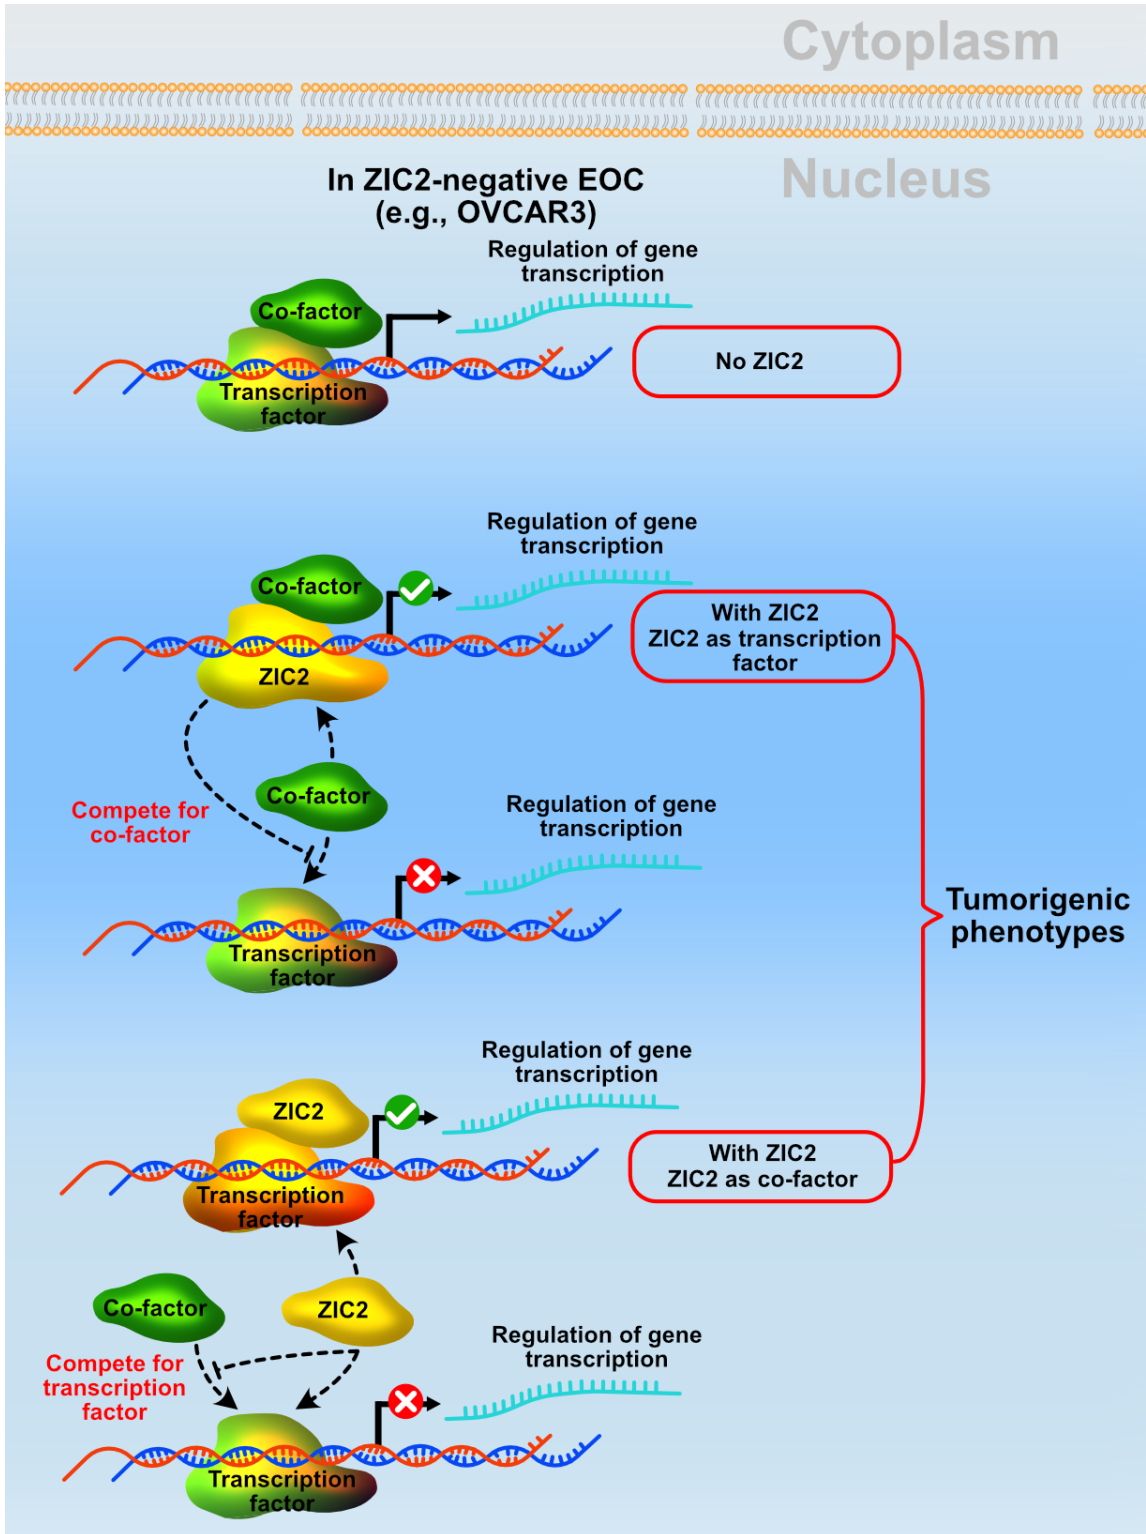 Cytoplasm
Nucleus
In ZIC2-negative EOC
(e.g., OVCAR3)
Regulation of gene
transcription
Co-factor
Transcription
factor
No ZIC2
Regulation of gene
transcription
Co-factor
ZIC2
With ZIC2
ZIC2 as transcription
factor
Co-factor
Compete for
co-factor
Regulation of gene
transcription
Transcription
factor
Tumorigenic
phenotypes
Regulation of gene
transcription
ZIC2
Transcription
factor
With ZIC2
ZIC2 as co-factor
Co-factor
ZIC2
Compete for
transcription
factor
Regulation of gene
transcription
Transcription
factor